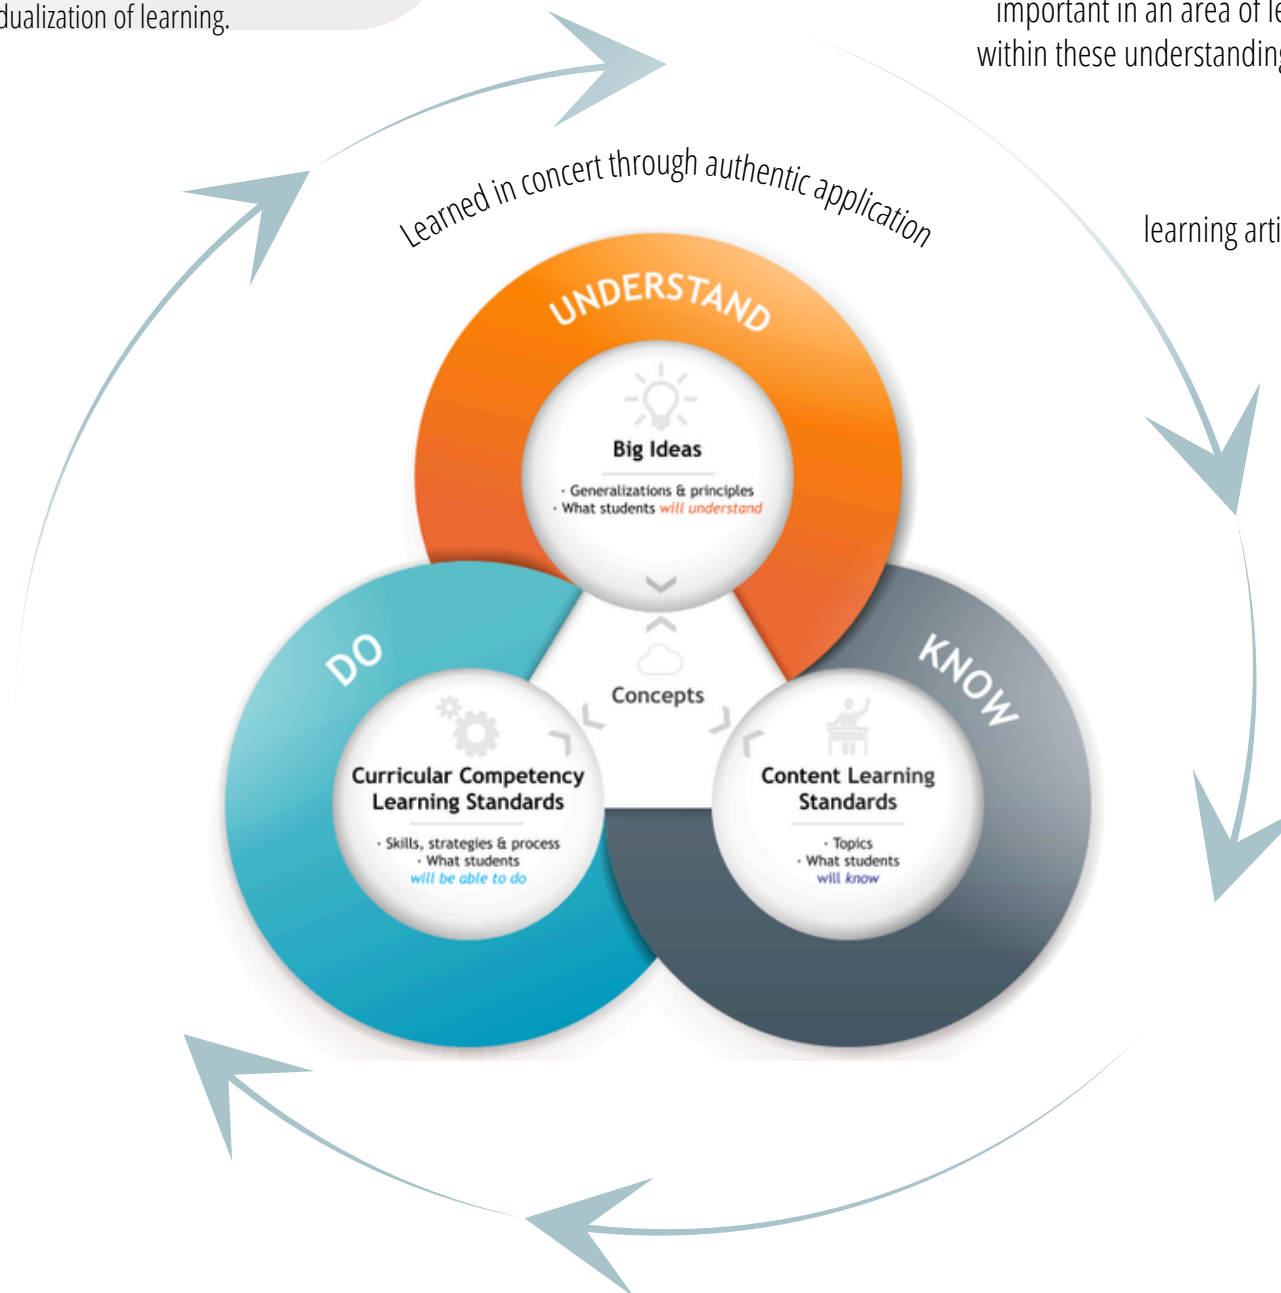 dualization of learning.
important in an area of le
within these understanding
learning arti
Learned in concert through authentic application
UNDERSTAND
Big Ideas
· Generalizations & principles
· What students will understand
DO
KNOW
Concepts
Curricular Competency
Learning Standards
· Skills, strategies & process
· What students
will be able to do
Content Learning
Standards
· Topics
· What students
will know